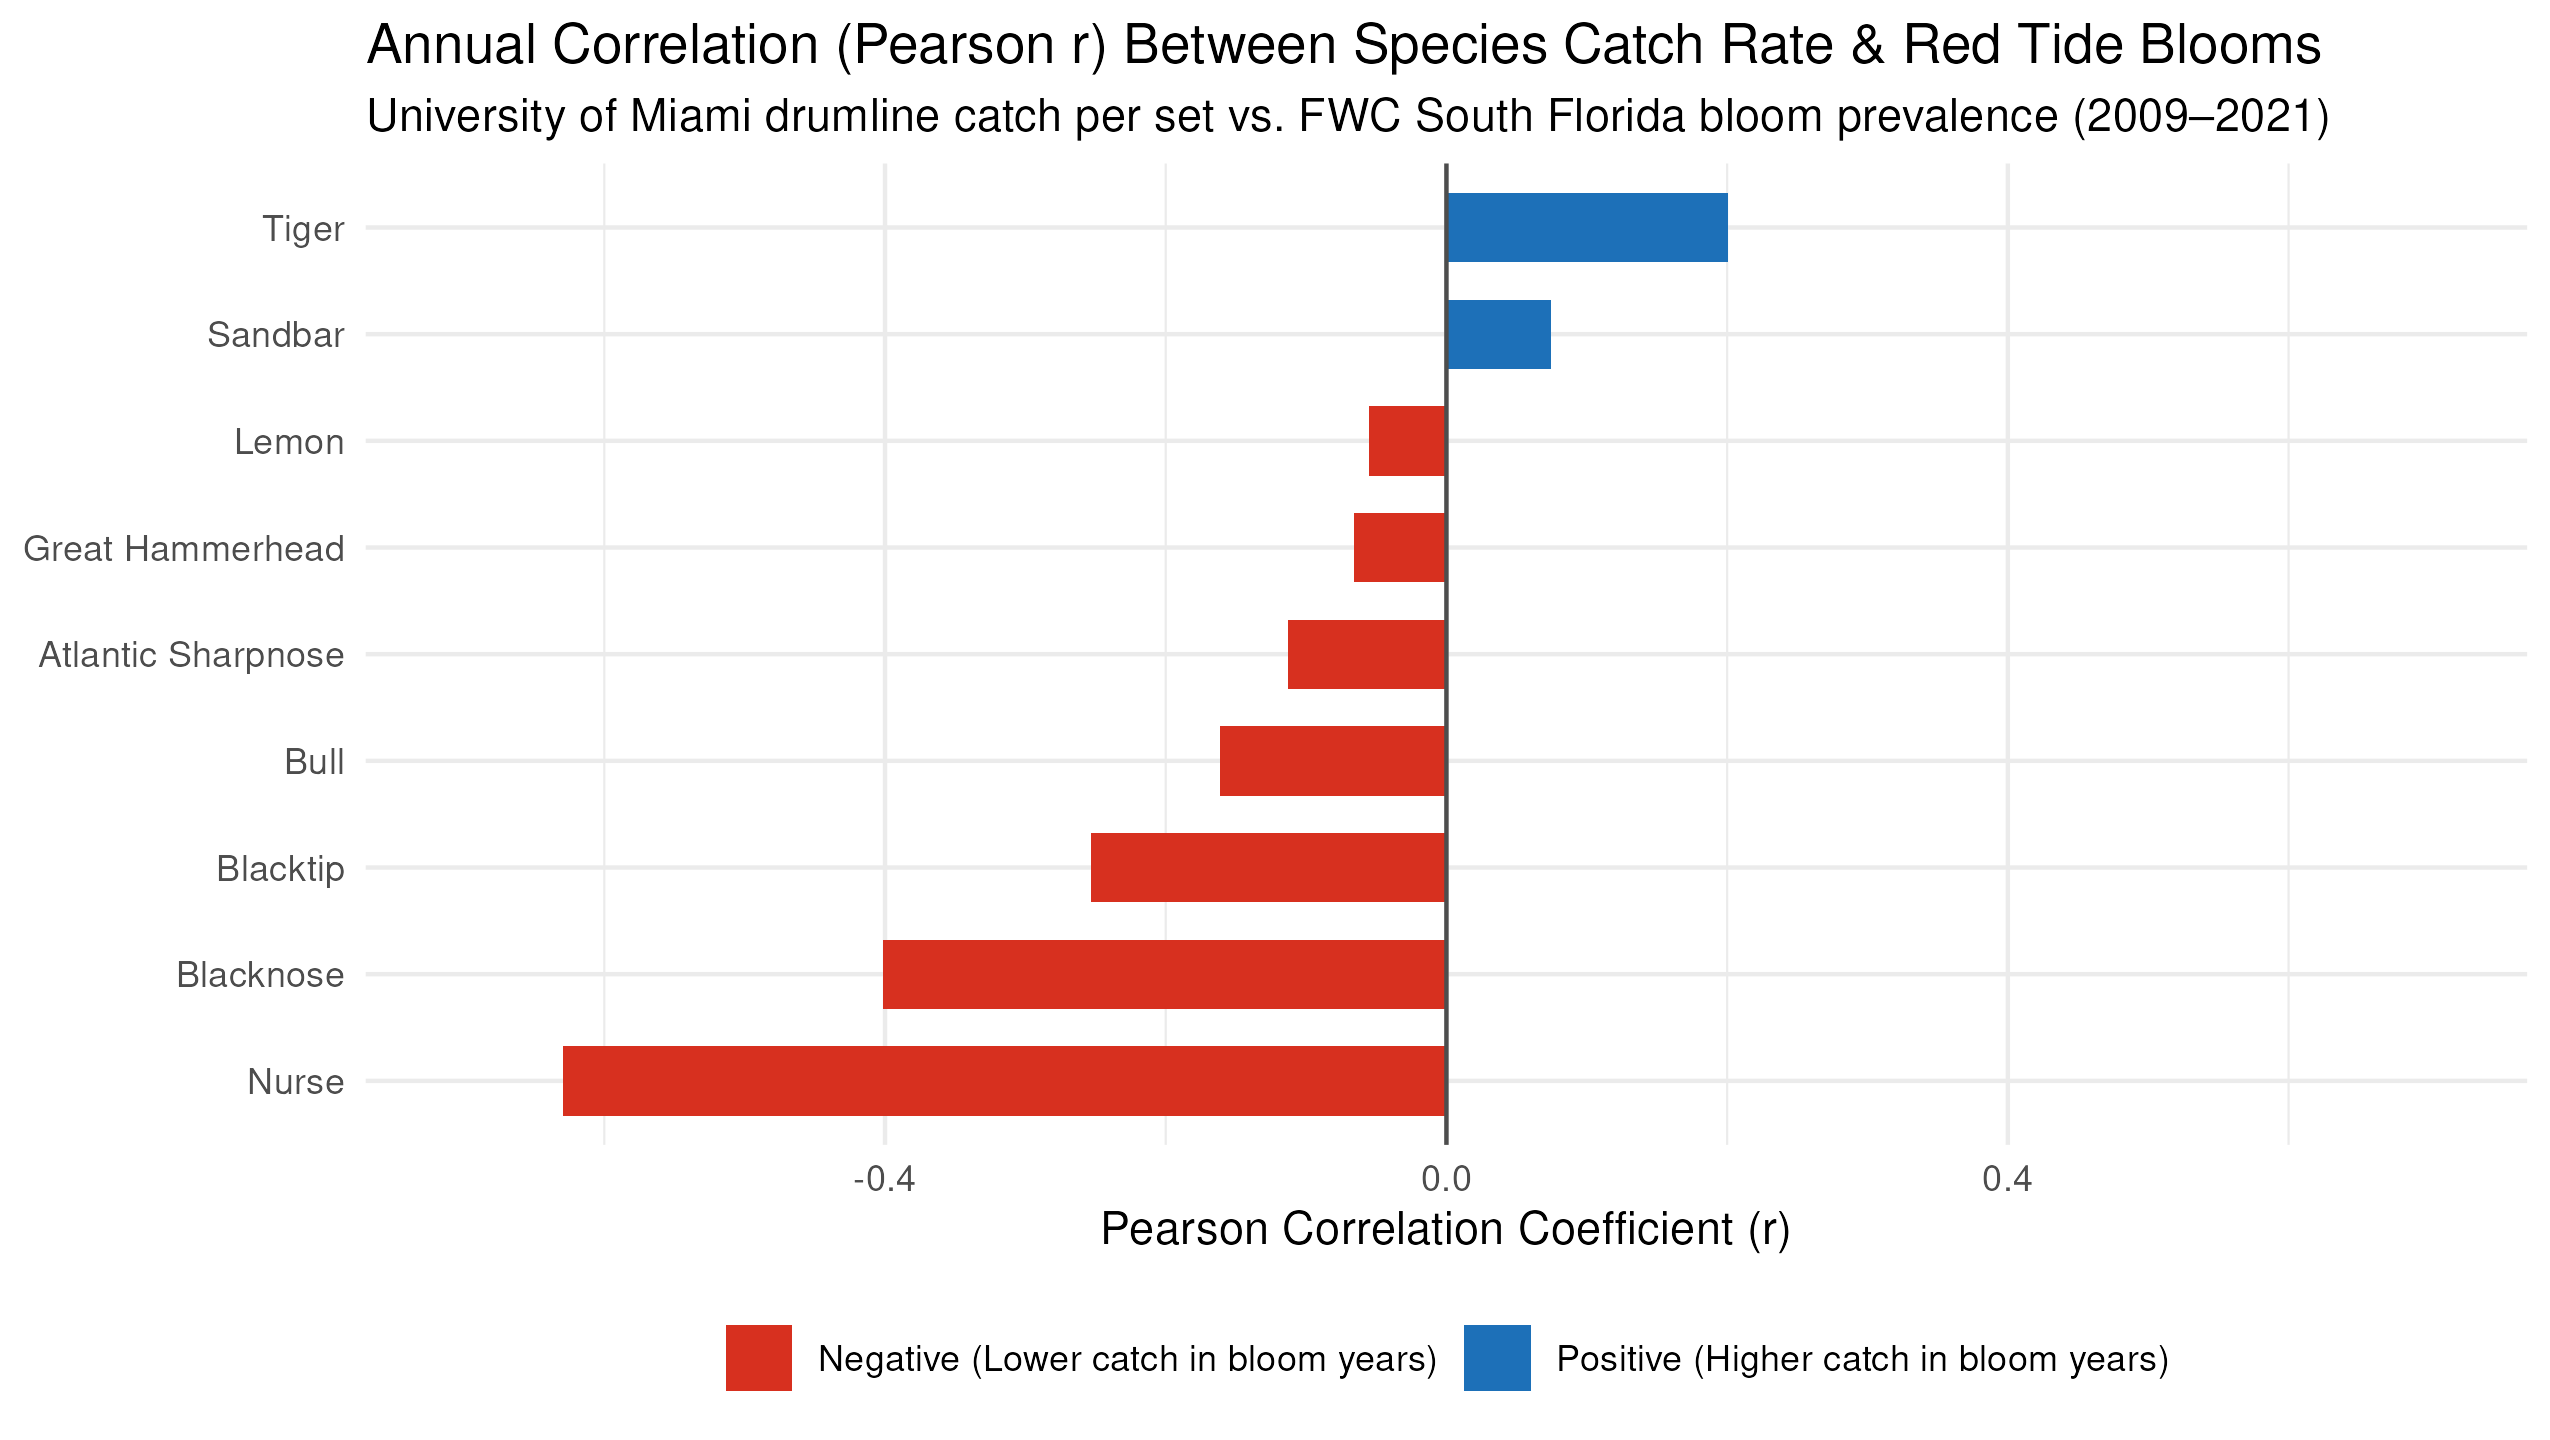 Annual Correlation (Pearson r) Between Species Catch Rate & Red Tide Blooms
University of Miami drumline catch per set vs. FWC South Florida bloom prevalence (2009–2021)
Tiger
Sandbar
Lemon
Great Hammerhead
Atlantic Sharpnose
Bull
Blacktip
Blacknose
Nurse
-0.4 0.0 0.4
Pearson Correlation Coefficient (r)
Negative (Lower catch in bloom years) Positive (Higher catch in bloom years)